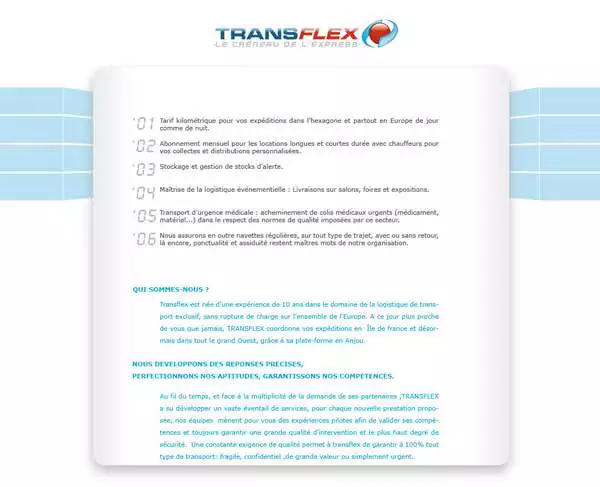 TRANSFLEX
LE CRÉNEAU DE L'EXPRESS
'01 Tarif kilométrique pour vos expéditions dans l'hexagone et partout en Europe de jour
comme de nuit.
'02 Abonnement mensuel pour les locations longues et courtes durée avec chauffeurs pour
vos collectes et distributions personnalisées.
'03 Stockage et gestion de stocks d'alerte.
'04 Maîtrise de la logistique événementielle : Livraisons sur salons, foires et expositions.
'05 Transport d'urgence médicale : acheminement de colis médicaux urgents (médicament,
matériel...) dans le respect des normes de qualité imposées par ce secteur.
'06 Nous assurons en outre navettes régulières, sur tout type de trajet, avec ou sans retour,
là encore, ponctualité et assiduité restent maîtres mots de notre organisation.
QUI SOMMES-NOUS ?
Transflex est née d'une expérience de 10 ans dans le domaine de la logistique de trans-
port exclusif, sans rupture de charge sur l'ensemble de l'Europe. A ce jour plus proche
de vous que jamais, TRANSFLEX coordonne vos expéditions en Île de france et désor-
mais dans tout le grand Ouest, grâce à sa plate-forme en Anjou.
NOUS DEVELOPPONS DES REPONSES PRECISES,
PERFECTIONNONS NOS APTITUDES, GARANTISSONS NOS COMPÉTENCES.
Au fil du temps, et face à la multiplicité de la demande de ses partenaires ,TRANSFLEX
a su développer un vaste éventail de services, pour chaque nouvelle prestation propo-
sée, nos équipes mènent pour vous des expériences pilotes afin de valider ses compé-
tences et toujours garantir une grande qualité d'intervention et le plus haut degré de
sécurité. Une constante exigence de qualité permet à transflex de garantir à 100% tout
type da transport: fragile, confidentiel ,de grande valeur ou simplement urgent.